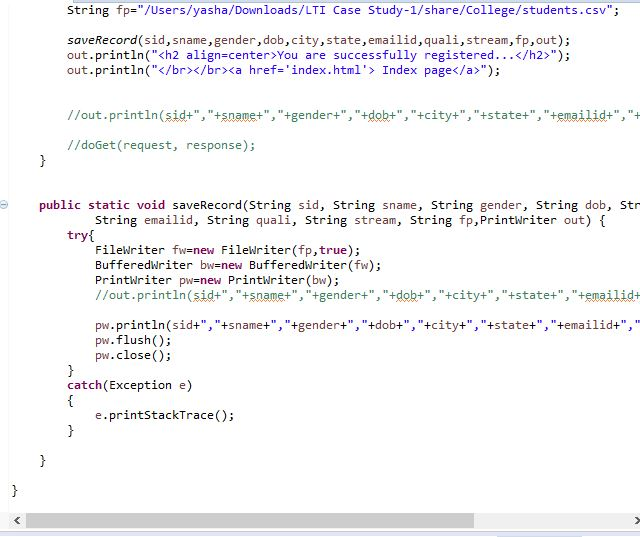 String fp="/Users/yasha/Downloads/LTI Case Study-1/share/College/students.csv";
saveRecord(sid,sname,gender,dob,city,state,emailid,quali,stream,fp,out);
out.println("<h2 align=center>You are successfully registered...</h2>");
out.println("</br></br><a href='index.html'> Index page</a>");
//out.println(sid+","+sname+","+gender+","+dob+","+city+","+state+","+emailid+","+
//doGet(request, response);
}
public static void saveRecord(String sid, String sname, String gender, String dob, Str
String emailid, String quali, String stream, String fp,PrintWriter out) {
try{
FileWriter fw=new FileWriter(fp,true);
BufferedWriter bw=new BufferedWriter(fw);
PrintWriter pw=new PrintWriter(bw);
//out.println(sid+","+sname+","+gender+","+dob+","+city+","+state+","+emailid+
pw.println(sid+","+sname+","+gender+","+dob+","+city+","+state+","+emailid+","
pw.flush();
pw.close();
}
catch(Exception e)
{
e.printStackTrace();
}
}
}